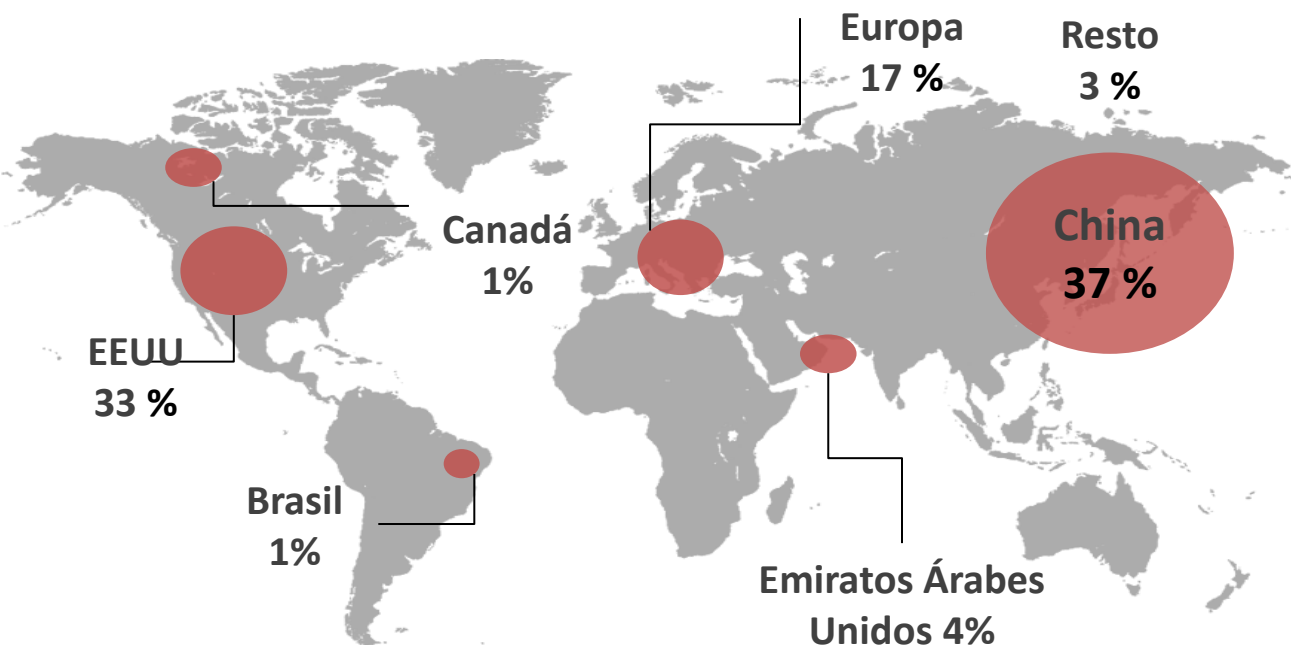 Europa
17 %
Resto
3 %
Canadá
1%
China
37 %
EEUU
33 %
Brasil
1%
Emiratos Árabes
Unidos 4%